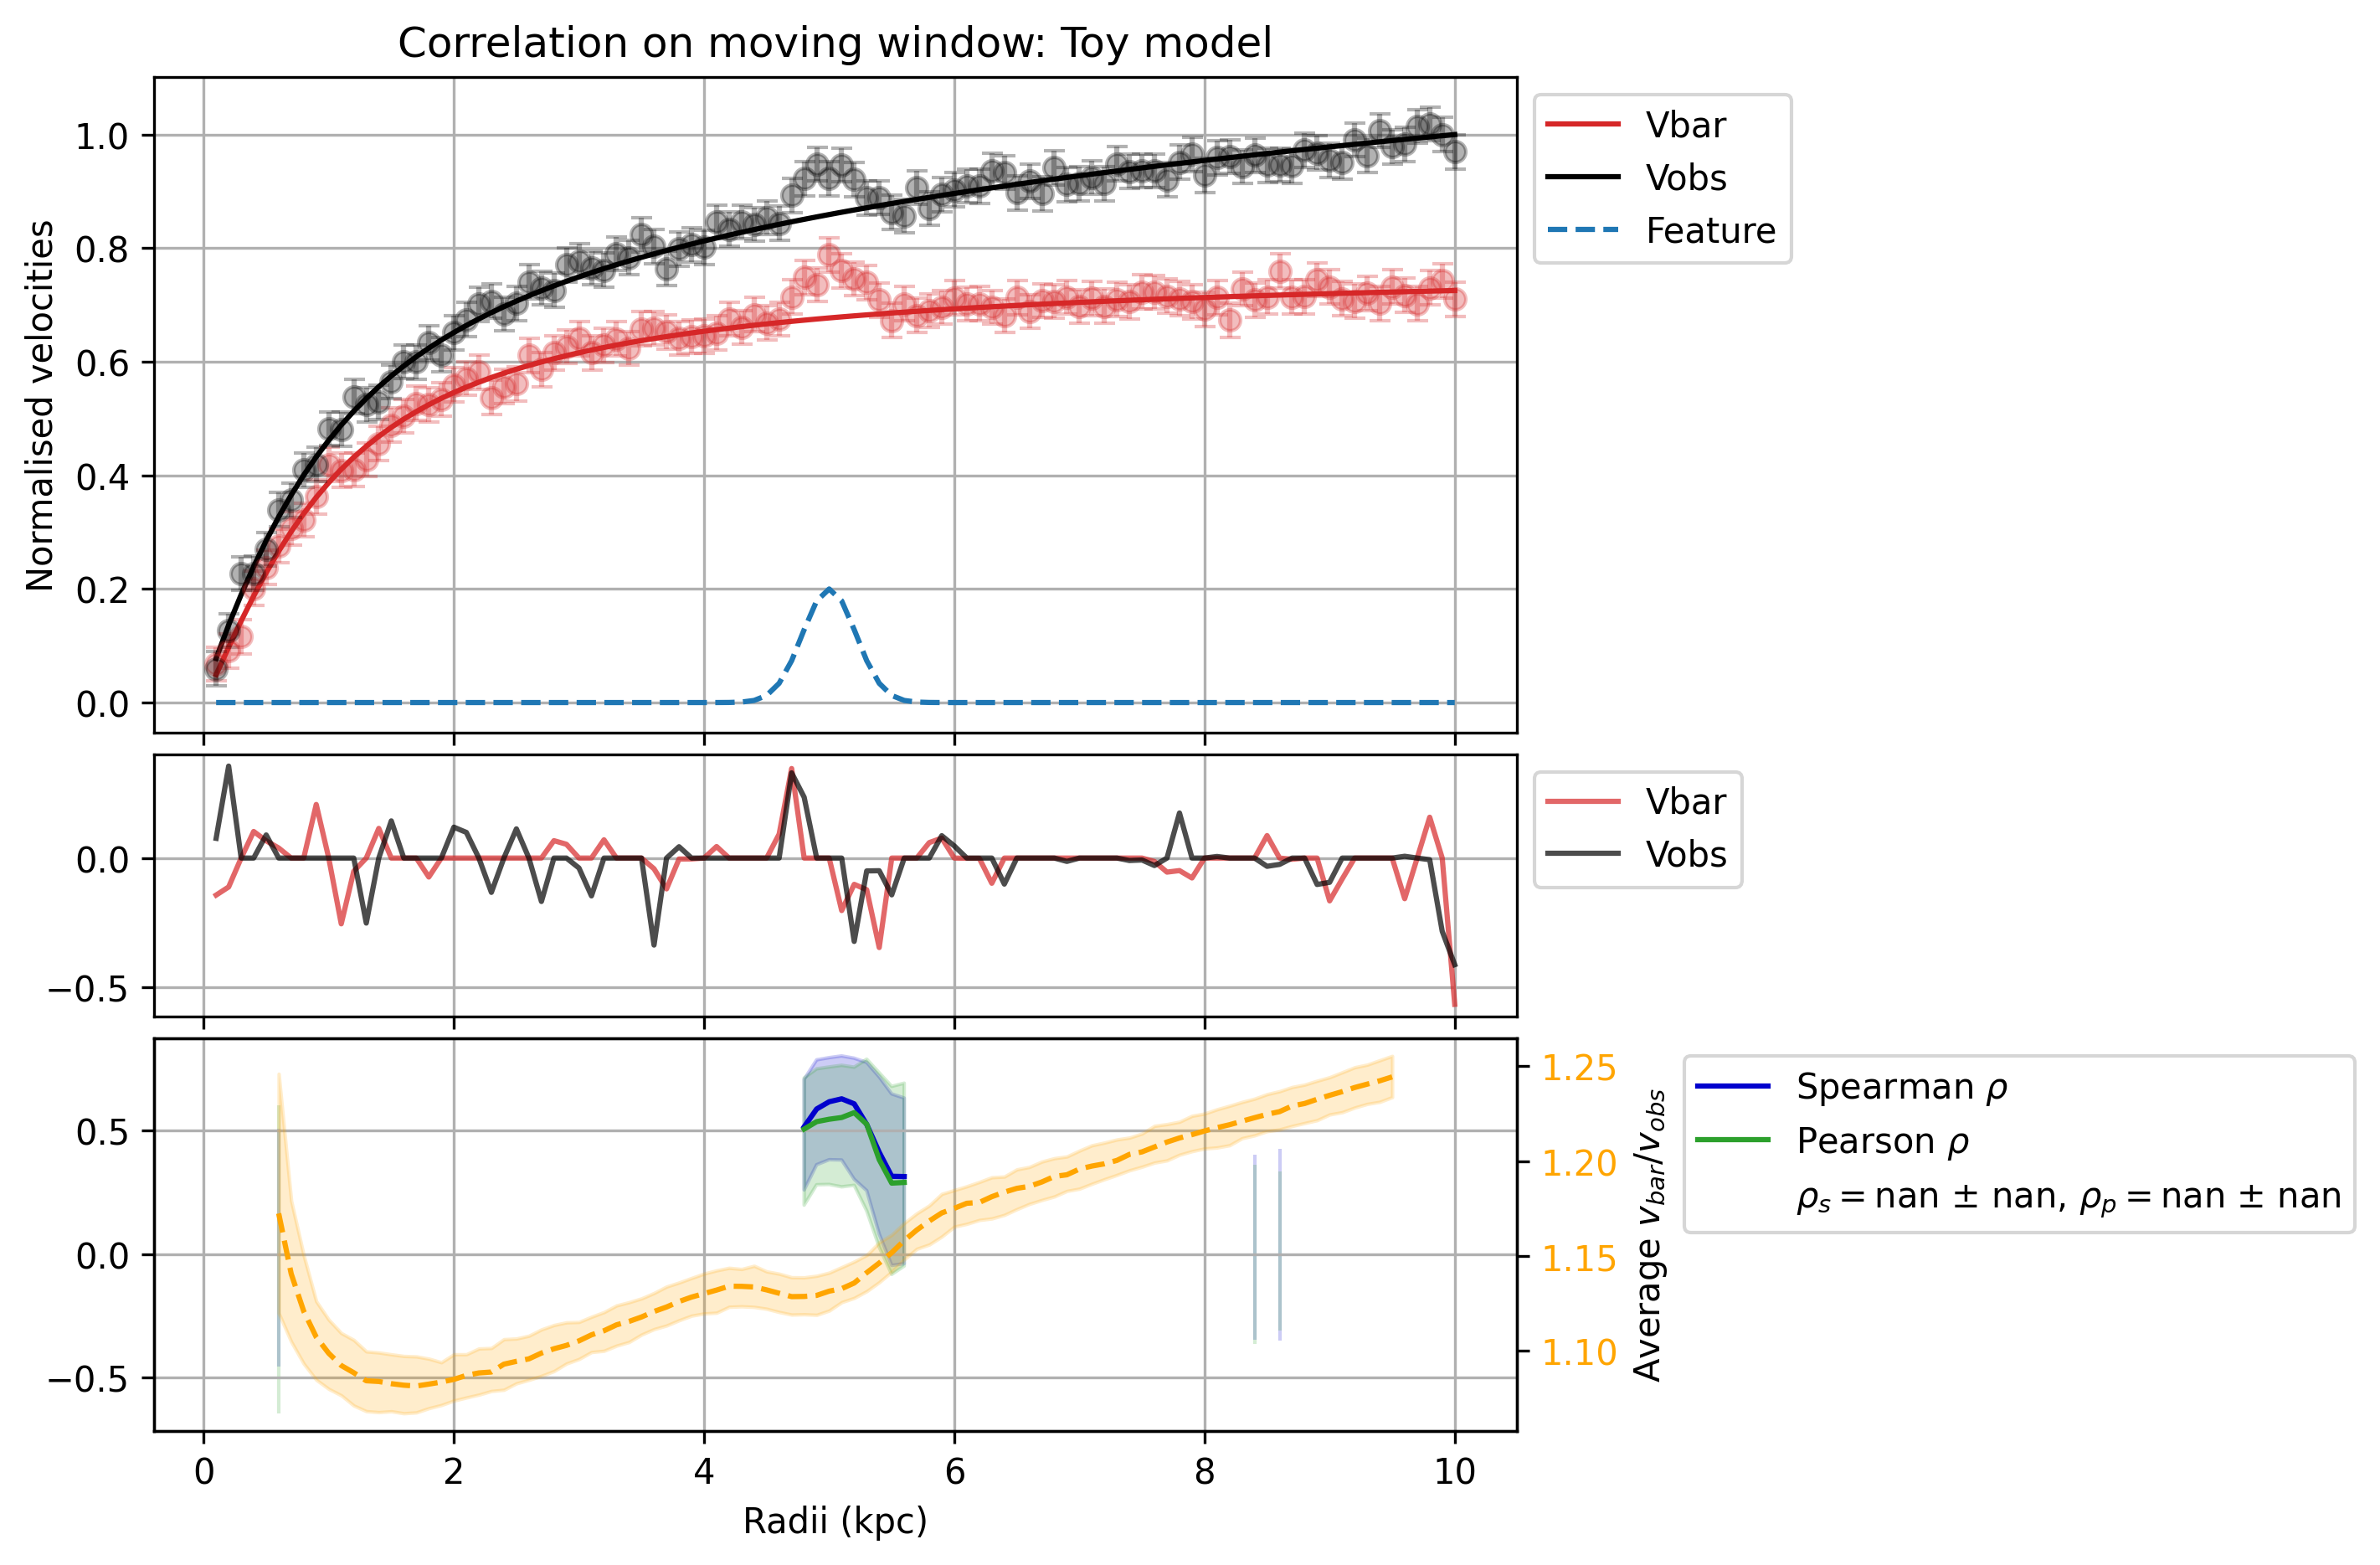 Correlation on moving window: Toy model
Normalised velocities
1.0
0.8
0.6
0.4
0.2
0.0
Vbar
Vobs
Feature
0.0
−0.5
Vbar
Vobs
0.5
0.0
−0.5
1.25
1.20
1.15
1.10
Average v_bar/v_obs
Spearman ρ
Pearson ρ
ρ_s = nan ± nan, ρ_p = nan ± nan
0 2 4 6 8 10
Radii (kpc)